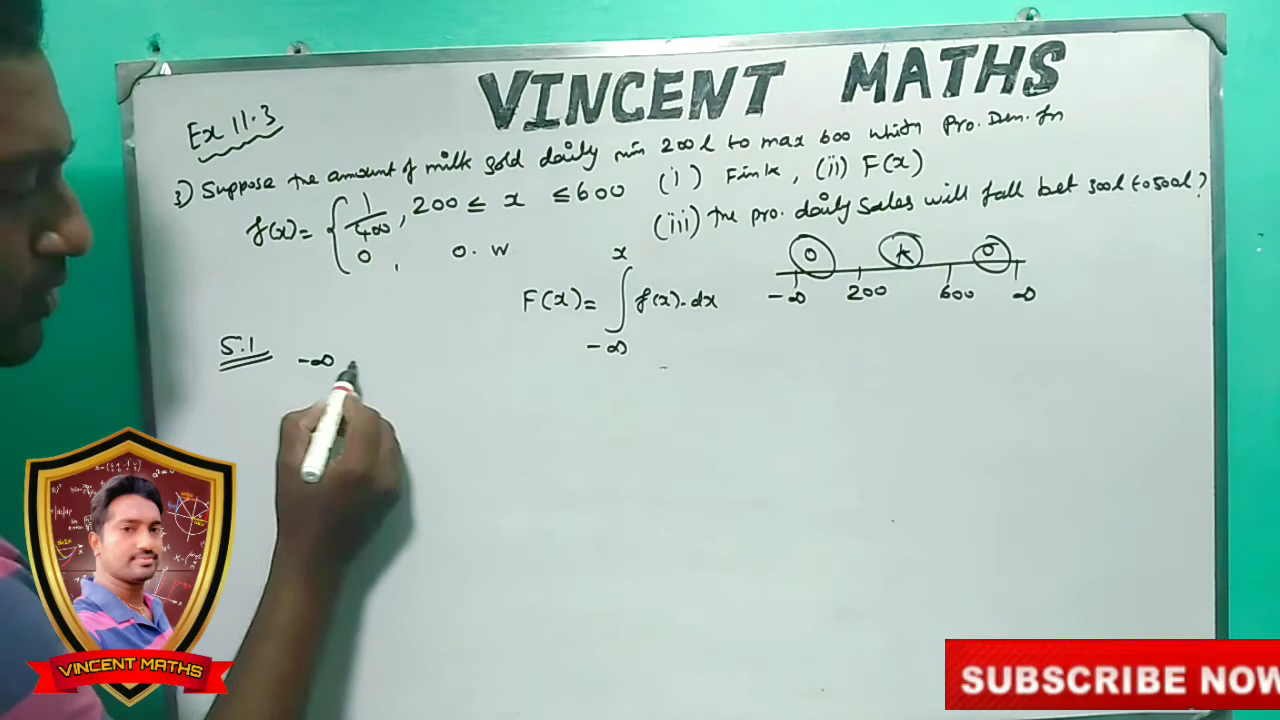 VINCENT MATHS
Ex 11.3
3) Suppose the amount of milk sold daily min 200 l to max 600 which Pro. Den. fn
f(x) = { 1/400 , 200 ≤ x ≤ 600 (i) Fin k , (ii) F(x)
0 , O. W (iii) The pro. daily sales will fall bet 300l to 500l ?
F(x) = ∫ f(x). dx
x
-∞
0 k 0
-∞ 200 600 ∞
S.1 -∞
VINCENT MATHS
SUBSCRIBE NOW